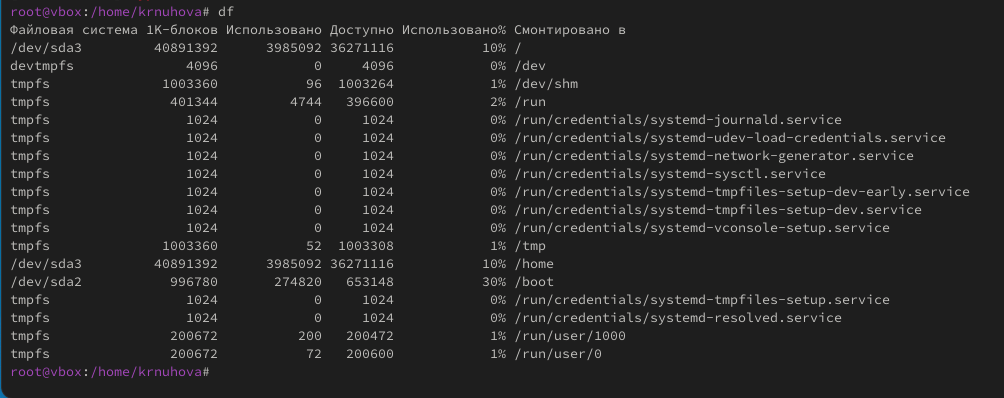 root@vbox:/home/krnuhova# df
Файловая система 1K-блоков Использовано Доступно Использовано% Смонтировано в
/dev/sda3 40891392 3985092 36271116 10% /
devtmpfs 4096 0 4096 0% /dev
tmpfs 1003360 96 1003264 1% /dev/shm
tmpfs 401344 4744 396600 2% /run
tmpfs 1024 0 1024 0% /run/credentials/systemd-journald.service
tmpfs 1024 0 1024 0% /run/credentials/systemd-udev-load-credentials.service
tmpfs 1024 0 1024 0% /run/credentials/systemd-network-generator.service
tmpfs 1024 0 1024 0% /run/credentials/systemd-sysctl.service
tmpfs 1024 0 1024 0% /run/credentials/systemd-tmpfiles-setup-dev-early.service
tmpfs 1024 0 1024 0% /run/credentials/systemd-tmpfiles-setup-dev.service
tmpfs 1024 0 1024 0% /run/credentials/systemd-vconsole-setup.service
tmpfs 1003360 52 1003308 1% /tmp
/dev/sda3 40891392 3985092 36271116 10% /home
/dev/sda2 996780 274820 653148 30% /boot
tmpfs 1024 0 1024 0% /run/credentials/systemd-tmpfiles-setup.service
tmpfs 1024 0 1024 0% /run/credentials/systemd-resolved.service
tmpfs 200672 200 200472 1% /run/user/1000
tmpfs 200672 72 200600 1% /run/user/0
root@vbox:/home/krnuhova#